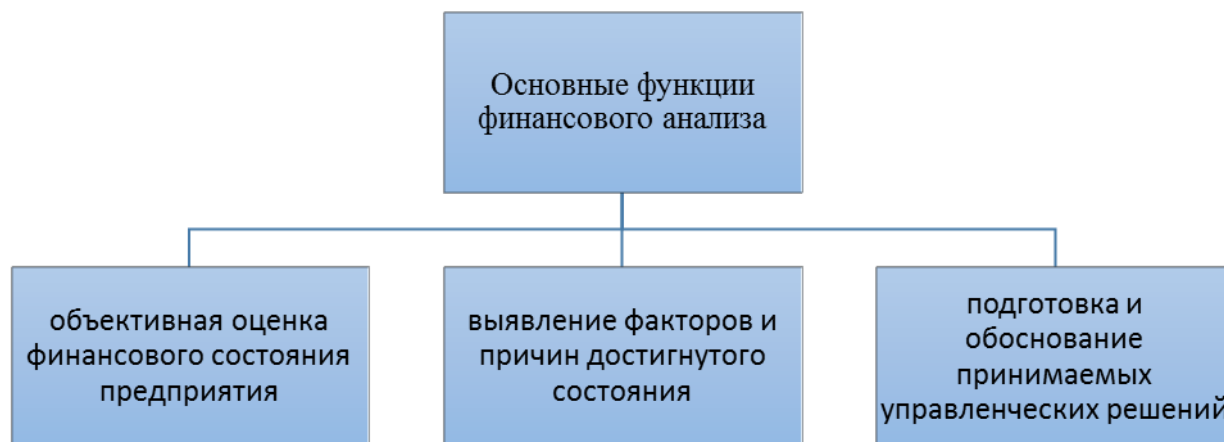 Основные функции
финансового анализа
объективная оценка
финансового состояния
предприятия
выявление факторов и
причин достигнутого
состояния
подготовка и
обоснование
принимаемых
управленческих решений